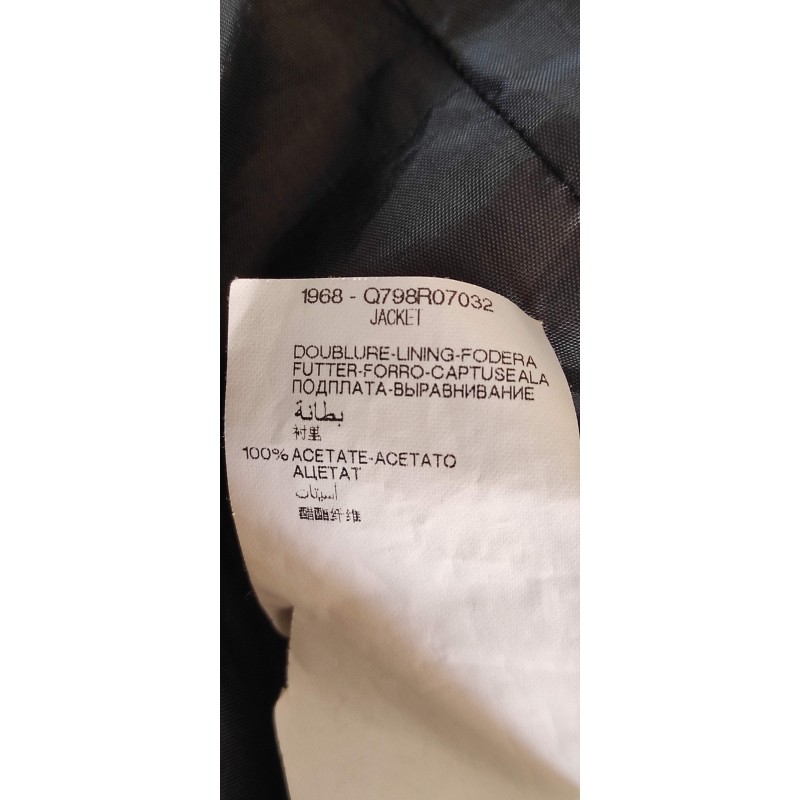 1968 - Q798R07032
JACKET
DOUBLURE-LINING-FODERA
FUTTER-FORRO-CAPTUSEALA
ПОДПЛАТА-ВЫРАВНИВАНИЕ
بطانة
衬里
100% ACETATE-ACETATO
АЦЕТАТ
أسيتات
醋酯纤维